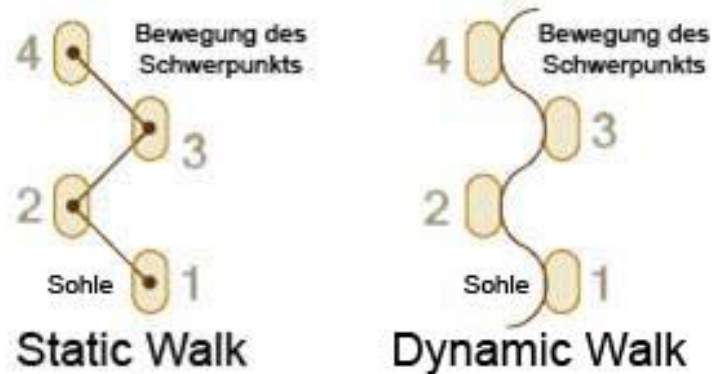 4
Bewegung des
Schwerpunkts
3
2
Sohle
1
Static Walk
4
Bewegung des
Schwerpunkts
3
2
Sohle
1
Dynamic Walk